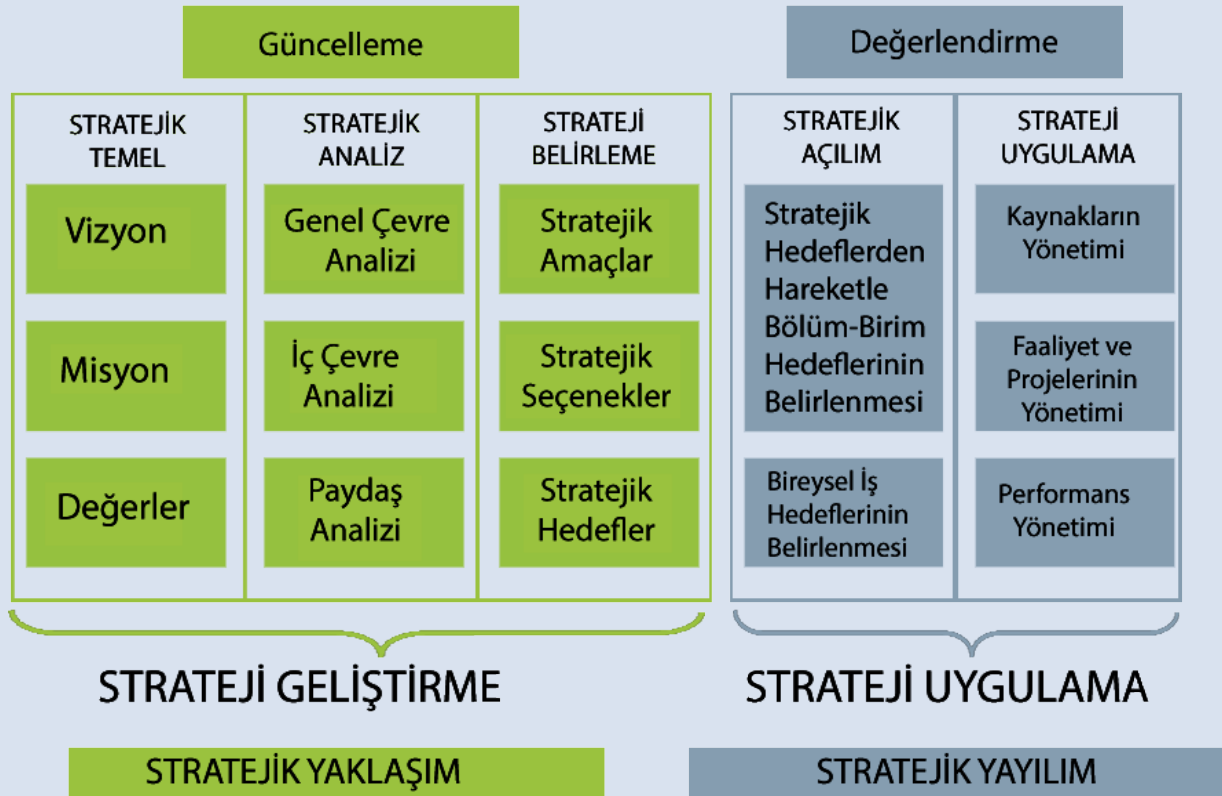 Güncelleme
Değerlendirme
STRATEJİK
TEMEL
Vizyon
Misyon
Değerler
STRATEJİK
ANALİZ
Genel Çevre
Analizi
İç Çevre
Analizi
Paydaş
Analizi
STRATEJİ
BELİRLEME
Stratejik
Amaçlar
Stratejik
Seçenekler
Stratejik
Hedefler
STRATEJİK
AÇILIM
Stratejik
Hedeflerden
Hareketle
Bölüm-Birim
Hedeflerinin
Belirlenmesi
Bireysel İş
Hedeflerinin
Belirlenmesi
STRATEJİ
UYGULAMA
Kaynakların
Yönetimi
Faaliyet ve
Projelerinin
Yönetimi
Performans
Yönetimi
STRATEJİ GELİŞTİRME
STRATEJİ UYGULAMA
STRATEJİK YAKLAŞIM
STRATEJİK YAYILIM